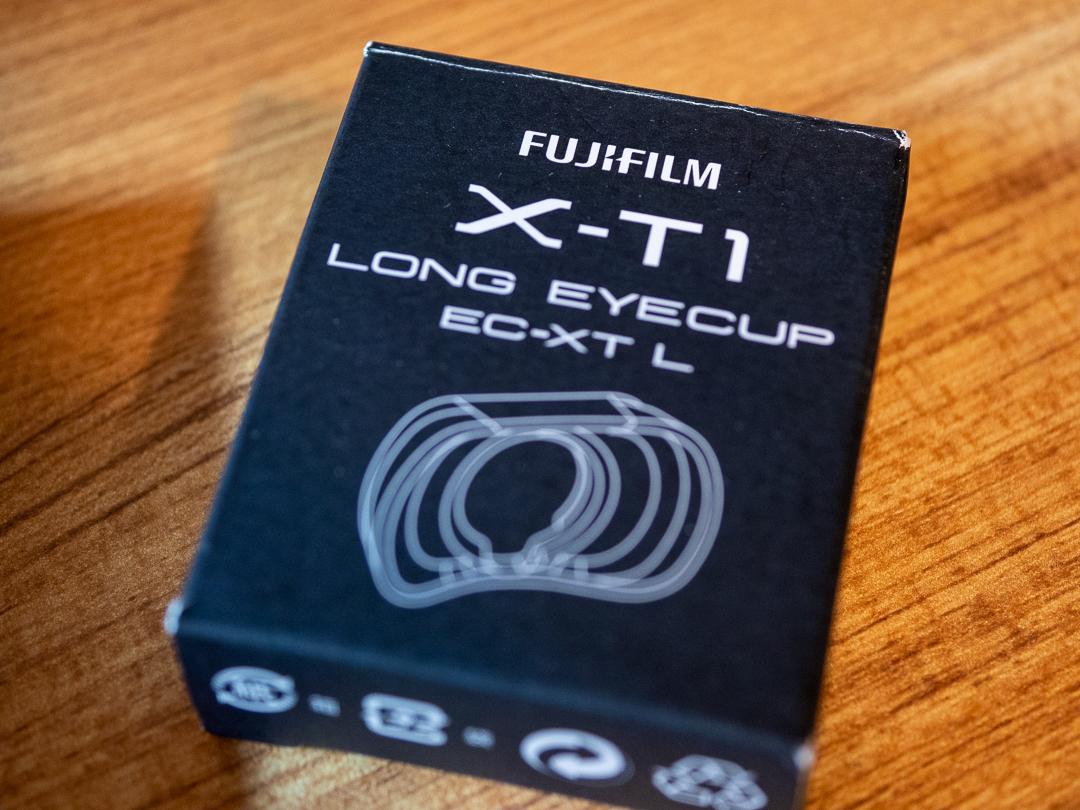 FUJIFILM
X-T1
LONG EYECUP
EC-XT L